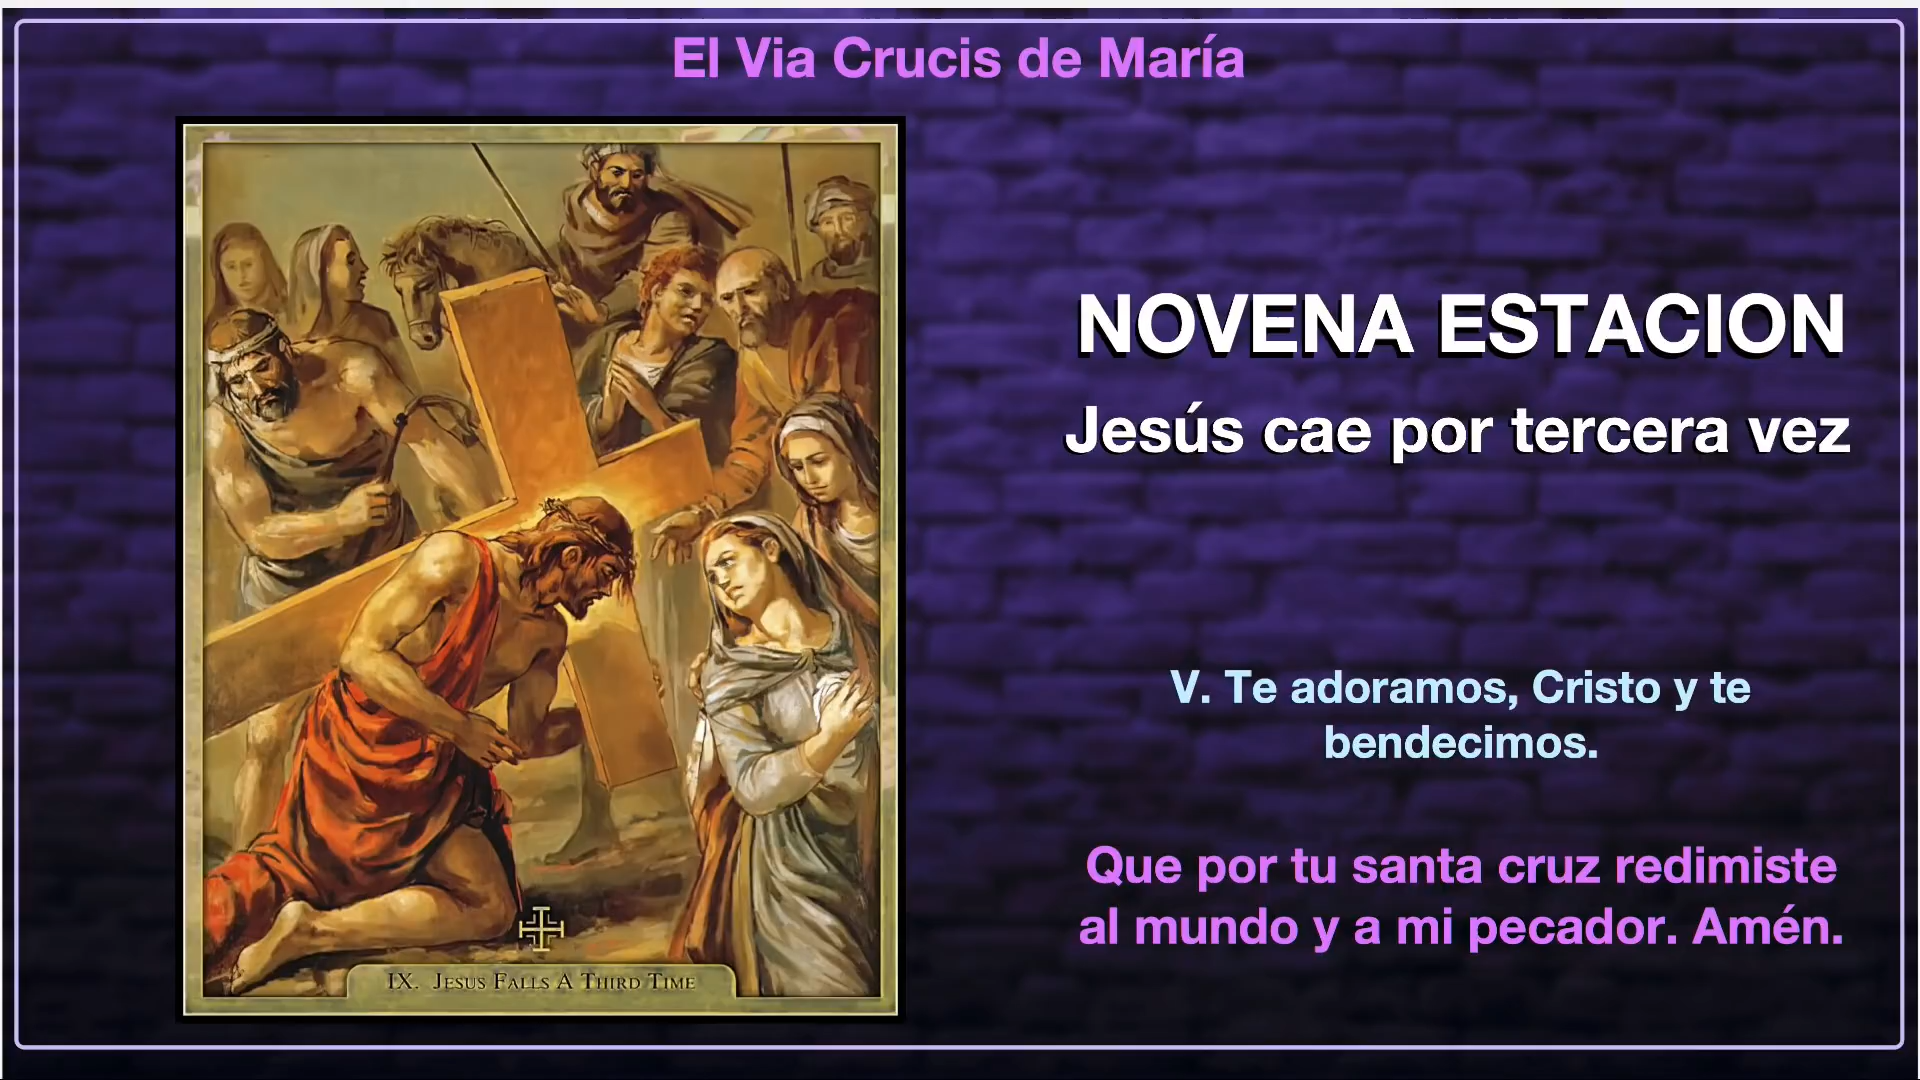 El Via Crucis de María
NOVENA ESTACION
Jesús cae por tercera vez
V. Te adoramos, Cristo y te
bendecimos.
Que por tu santa cruz redimiste
al mundo y a mi pecador. Amén.
IX. Jesus Falls A Third Time